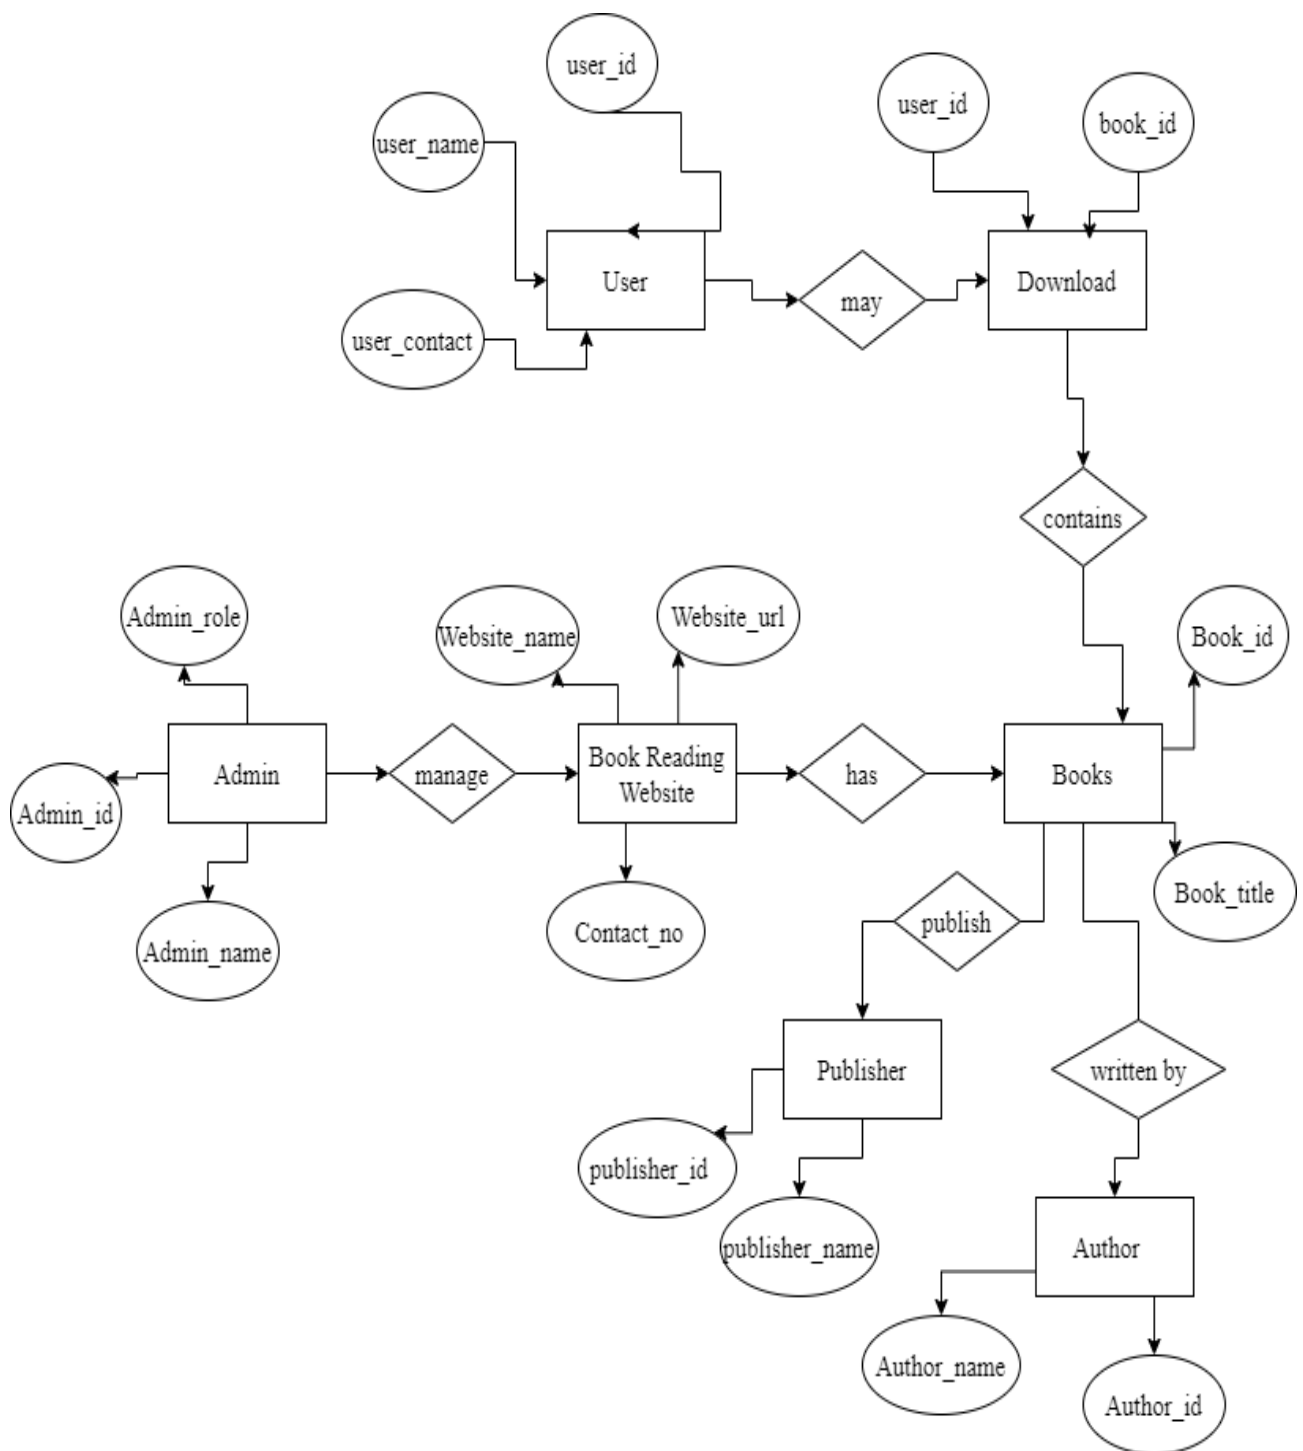 user_id
user_id
book_id
user_name
User
may
Download
user_contact
contains
Admin_role
Website_name
Website_url
Book_id
Admin
manage
Book Reading
Website
has
Books
Admin_id
Book_title
publish
Contact_no
Admin_name
Publisher
written by
publisher_id
publisher_name
Author
Author_name
Author_id